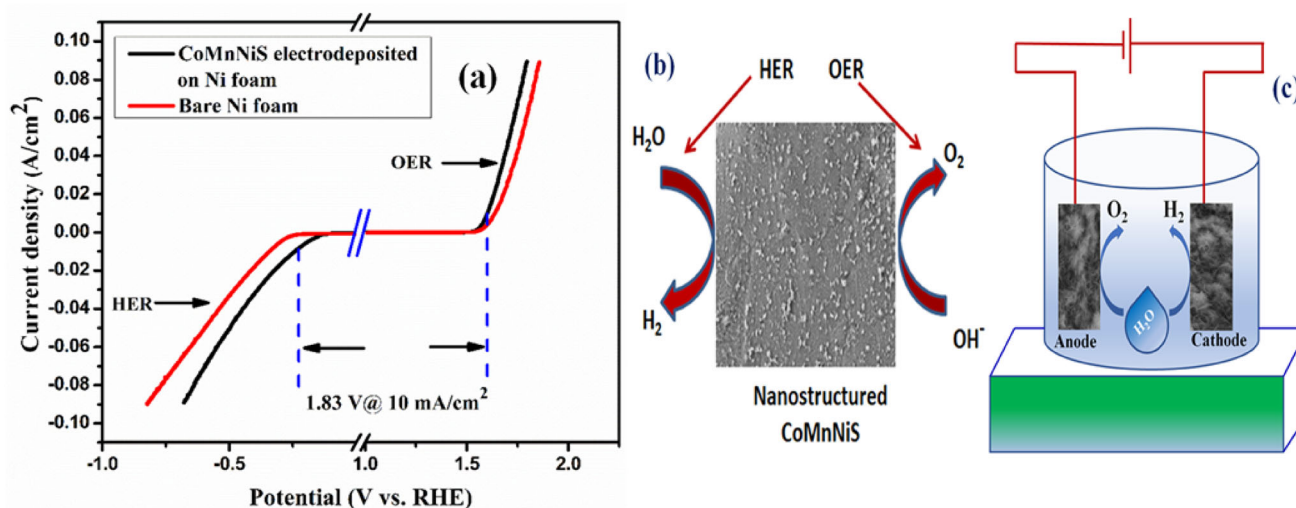 CoMnNiS electrodeposited
on Ni foam
Bare Ni foam
(a)
OER
HER
1.83 V@ 10 mA/cm²
Current density (A/cm²)
0.10
0.08
0.06
0.04
0.02
0.00
-0.02
-0.04
-0.06
-0.08
-0.10
-1.0
-0.5
1.0
1.5
2.0
Potential (V vs. RHE)
(b)
HER
OER
H₂O
O₂
H₂
OH⁻
Nanostructured
CoMnNiS
(c)
O₂
H₂
H₂O
Anode
Cathode